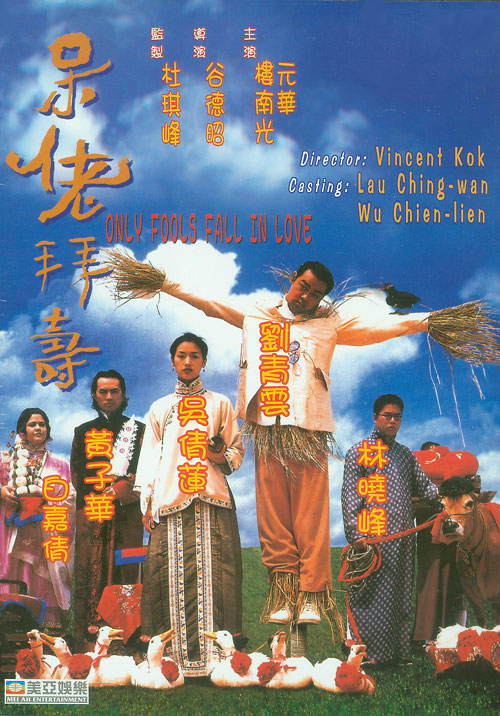 呆佬拜壽
監製
杜琪峰
導演
谷德昭
主演
樓南光
元華
Director: Vincent Kok
Casting: Lau Ching-wan
Wu Chien-lien
ONLY FOOLS FALL IN LOVE
劉青雲
吳倩蓮
黃子華
林曉峰
白嘉倩
美亞娛樂
MEI AH ENTERTAINMENT